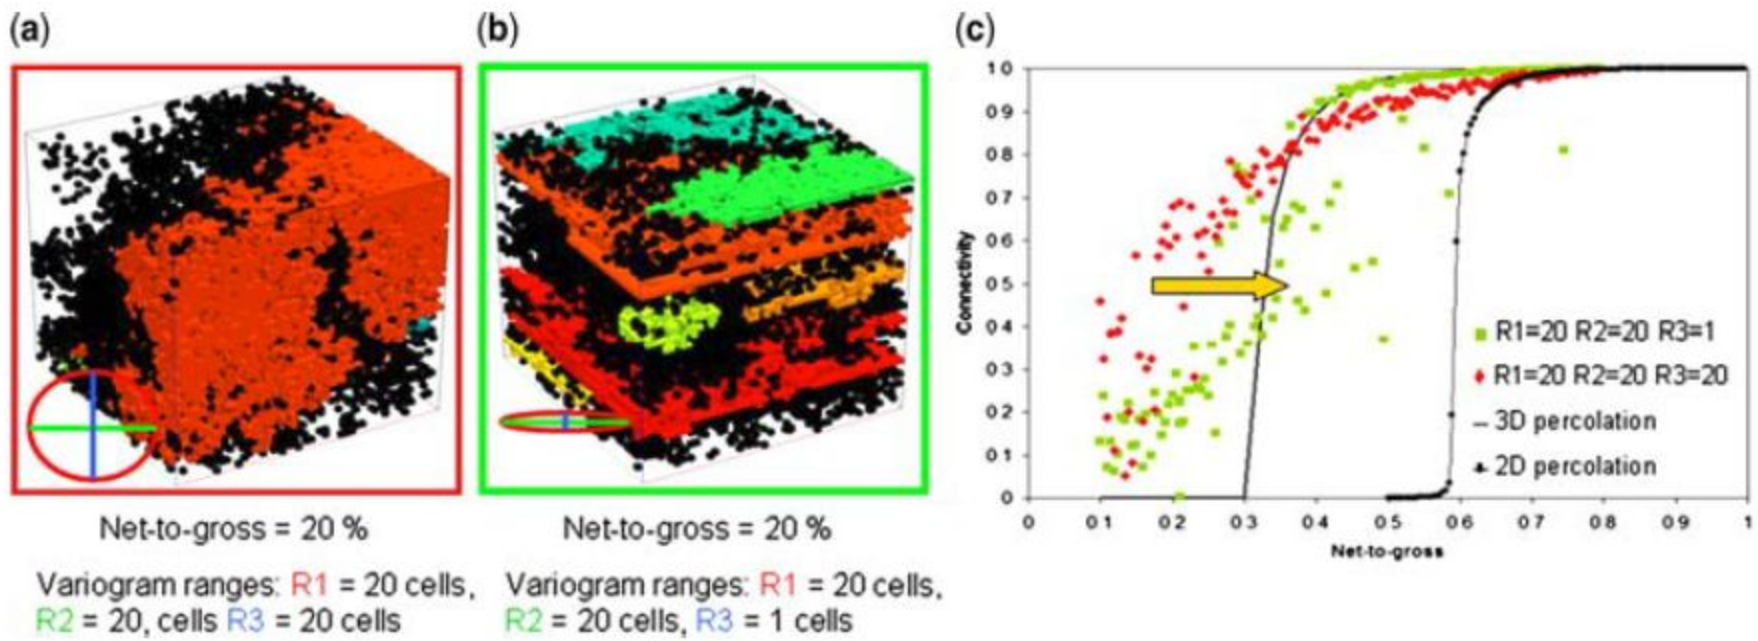 (a)
(b)
(c)
Net-to-gross = 20 %
Variogram ranges: R1 = 20 cells,
R2 = 20, cells R3 = 20 cells
Net-to-gross = 20 %
Variogram ranges: R1 = 20 cells,
R2 = 20 cells, R3 = 1 cells
Connectivity
1 0
0 9
0 8
0 7
0 6
0 5
0 4
0 3
0 2
0 1
0
R1=20 R2=20 R3=1
R1=20 R2=20 R3=20
3D percolation
2D percolation
0 0 1 0 2 0 3 0 4 0 5 0 6 0 7 0 8 0 9 1
Net-to-gross